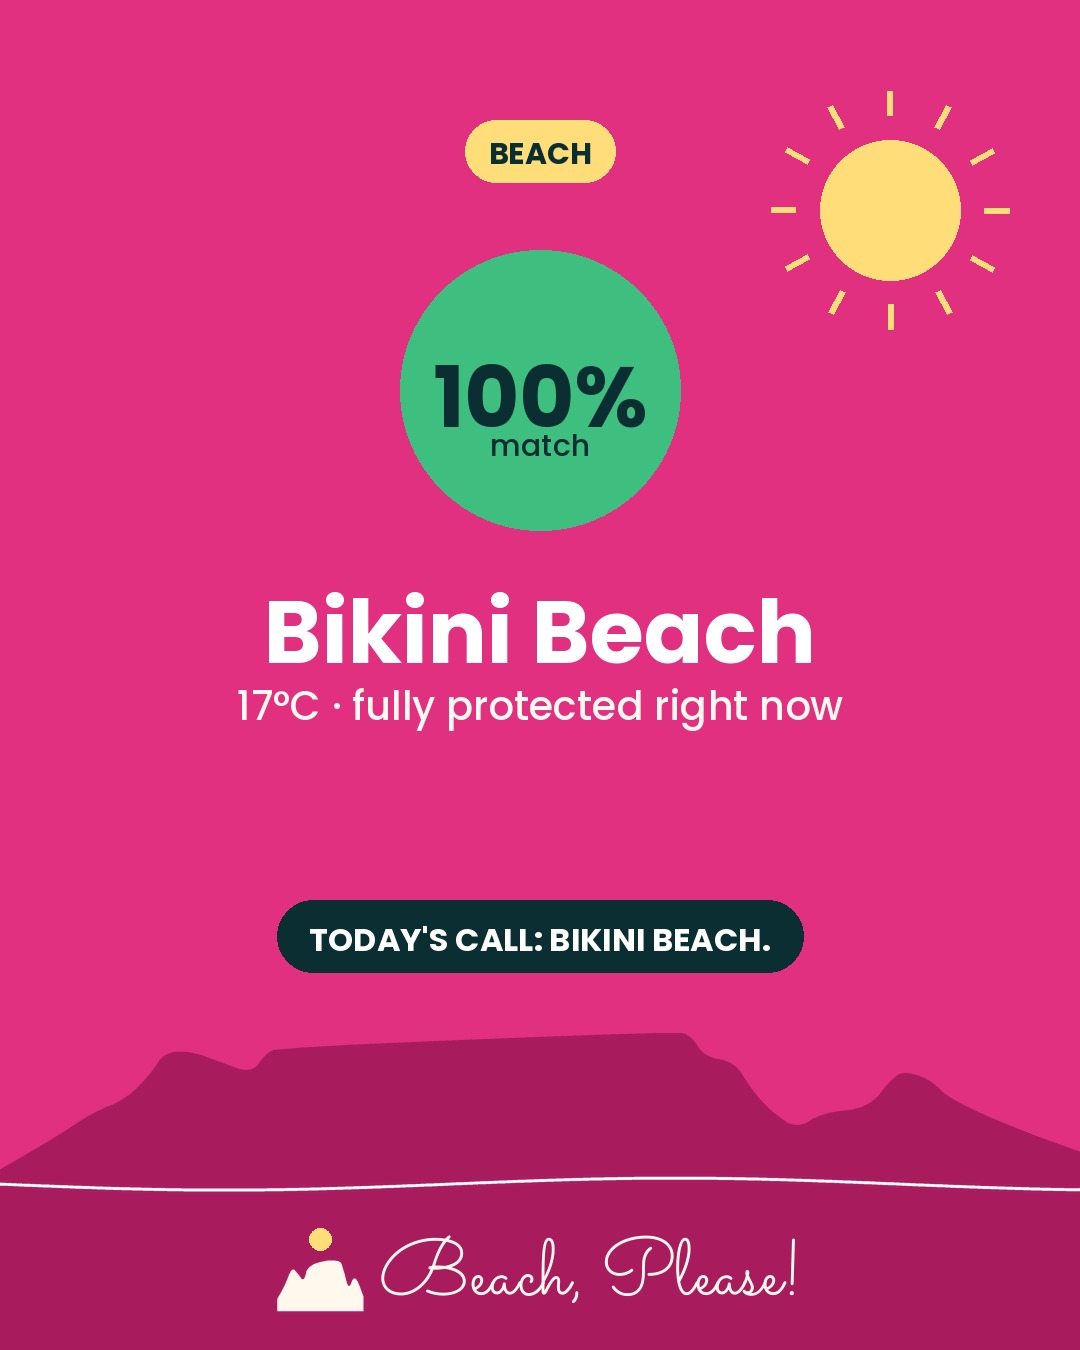 BEACH
100%
match
Bikini Beach
17°C · fully protected right now
TODAY'S CALL: BIKINI BEACH.
Beach, Please!